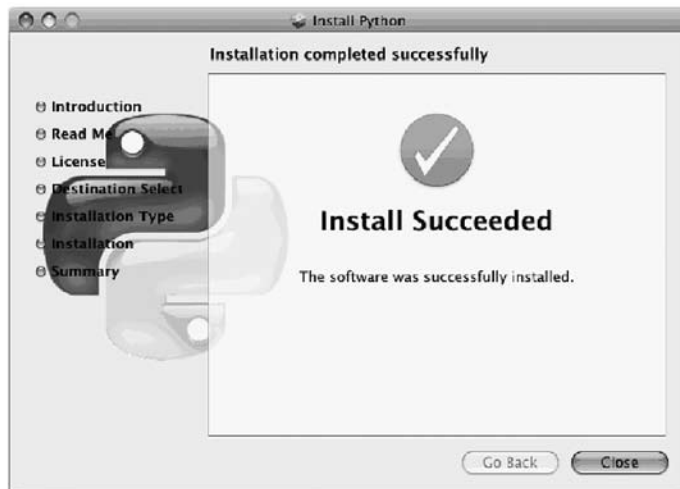 Install Python
Installation completed successfully
Introduction
Read Me
License
Destination Select
Installation Type
Installation
Summary
Install Succeeded
The software was successfully installed.
Go Back
Close